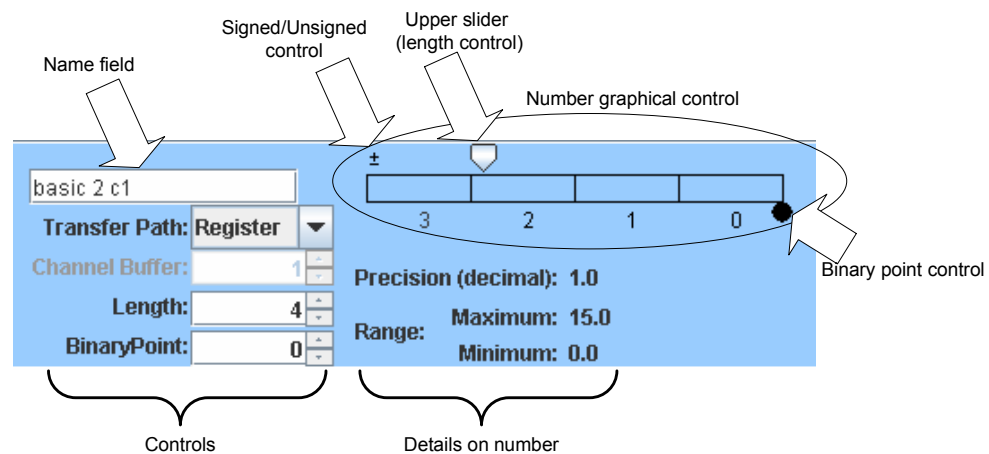 Signed/Unsigned
control
Upper slider
(length control)
Name field
Number graphical control
±
basic 2 c1
3 2 1 0
Transfer Path: Register
Channel Buffer: 1
Length: 4
BinaryPoint: 0
Precision (decimal): 1.0
Range: Maximum: 15.0
Minimum: 0.0
Binary point control
Controls
Details on number